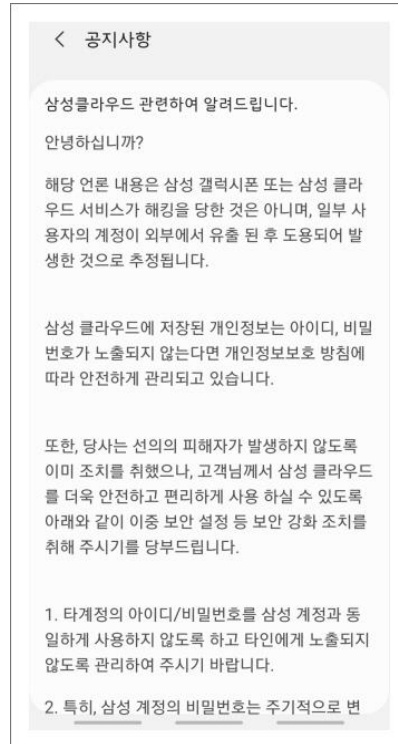 공지사항
삼성클라우드 관련하여 알려드립니다.
안녕하십니까?
해당 언론 내용은 삼성 갤럭시폰 또는 삼성 클라
우드 서비스가 해킹을 당한 것은 아니며, 일부 사
용자의 계정이 외부에서 유출 된 후 도용되어 발
생한 것으로 추정됩니다.
삼성 클라우드에 저장된 개인정보는 아이디, 비밀
번호가 노출되지 않는다면 개인정보보호 방침에
따라 안전하게 관리되고 있습니다.
또한, 당사는 선의의 피해자가 발생하지 않도록
이미 조치를 취했으나, 고객님께서 삼성 클라우드
를 더욱 안전하고 편리하게 사용 하실 수 있도록
아래와 같이 이중 보안 설정 등 보안 강화 조치를
취해 주시기를 당부드립니다.
1. 타계정의 아이디/비밀번호를 삼성 계정과 동
일하게 사용하지 않도록 하고 타인에게 노출되지
않도록 관리하여 주시기 바랍니다.
2. 특히, 삼성 계정의 비밀번호는 주기적으로 변